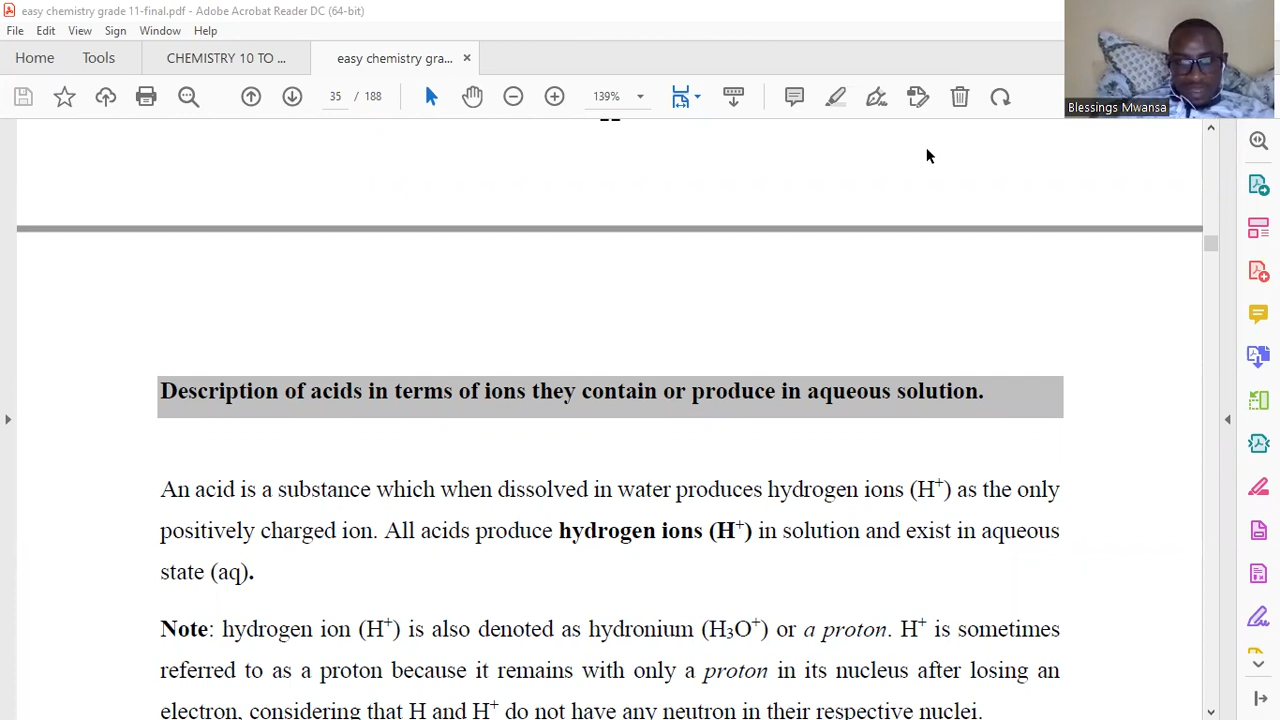 easy chemistry grade 11-final.pdf - Adobe Acrobat Reader DC (64-bit)
File Edit View Sign Window Help
Home Tools CHEMISTRY 10 TO ... easy chemistry gra... ×
35 / 188 139%
Blessings Mwansa
Description of acids in terms of ions they contain or produce in aqueous solution.
An acid is a substance which when dissolved in water produces hydrogen ions (H⁺) as the only
positively charged ion. All acids produce hydrogen ions (H⁺) in solution and exist in aqueous
state (aq).
Note: hydrogen ion (H⁺) is also denoted as hydronium (H₃O⁺) or a proton. H⁺ is sometimes
referred to as a proton because it remains with only a proton in its nucleus after losing an
electron, considering that H and H⁺ do not have any neutron in their respective nuclei.